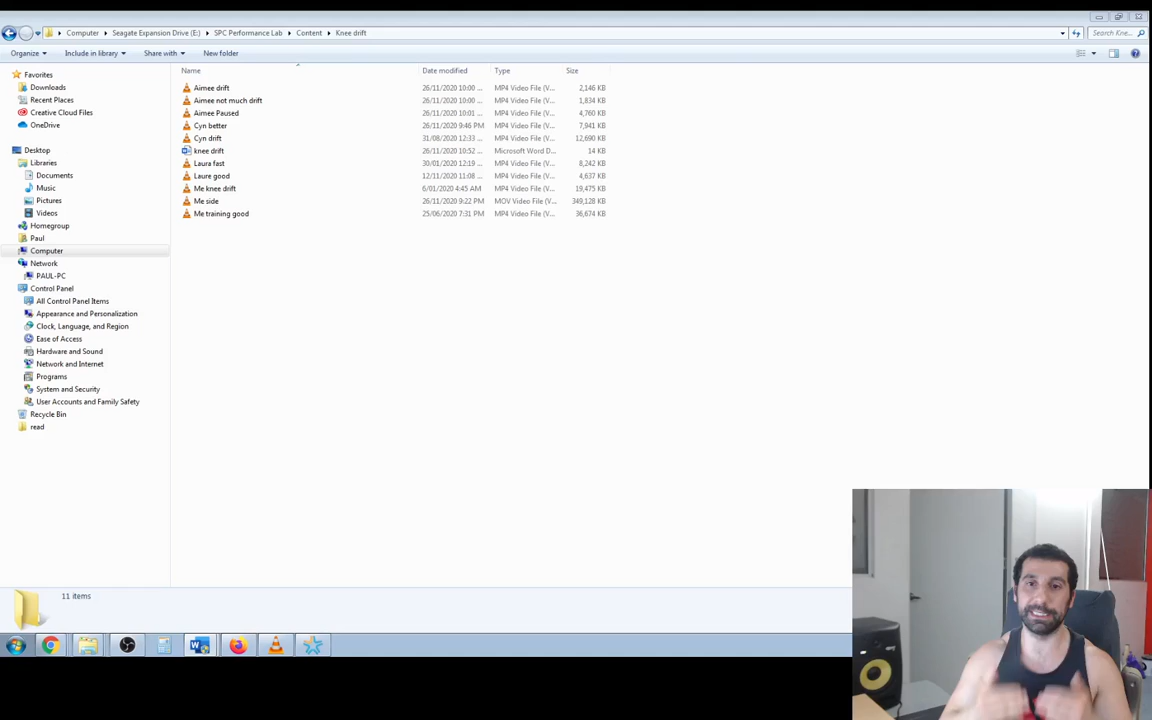 Computer ▸ Seagate Expansion Drive (E:) ▸ SPC Performance Lab ▸ Content ▸ Knee drift
Search Kne...
Organize Include in library Share with New folder
Name Date modified Type Size
Favorites
Downloads
Recent Places
Creative Cloud Files
OneDrive
Desktop
Libraries
Documents
Music
Pictures
Videos
Homegroup
Paul
Computer
Network
PAUL-PC
Control Panel
All Control Panel Items
Appearance and Personalization
Clock, Language, and Region
Ease of Access
Hardware and Sound
Network and Internet
Programs
System and Security
User Accounts and Family Safety
Recycle Bin
read
Aimee drift 26/11/2020 10:00 ... MP4 Video File (V... 2,146 KB
Aimee not much drift 26/11/2020 10:00 ... MP4 Video File (V... 1,834 KB
Aimee Paused 26/11/2020 10:01 ... MP4 Video File (V... 4,760 KB
Cyn better 26/11/2020 9:46 PM MP4 Video File (V... 7,941 KB
Cyn drift 31/08/2020 12:33 ... MP4 Video File (V... 12,690 KB
knee drift 26/11/2020 10:52 ... Microsoft Word D... 14 KB
Laura fast 30/01/2020 12:19 ... MP4 Video File (V... 8,242 KB
Laure good 12/11/2020 11:08 ... MP4 Video File (V... 4,637 KB
Me knee drift 6/01/2020 4:45 AM MP4 Video File (V... 19,475 KB
Me side 26/11/2020 9:22 PM MOV Video File (V... 349,128 KB
Me training good 25/06/2020 7:31 PM MP4 Video File (V... 36,674 KB
11 items